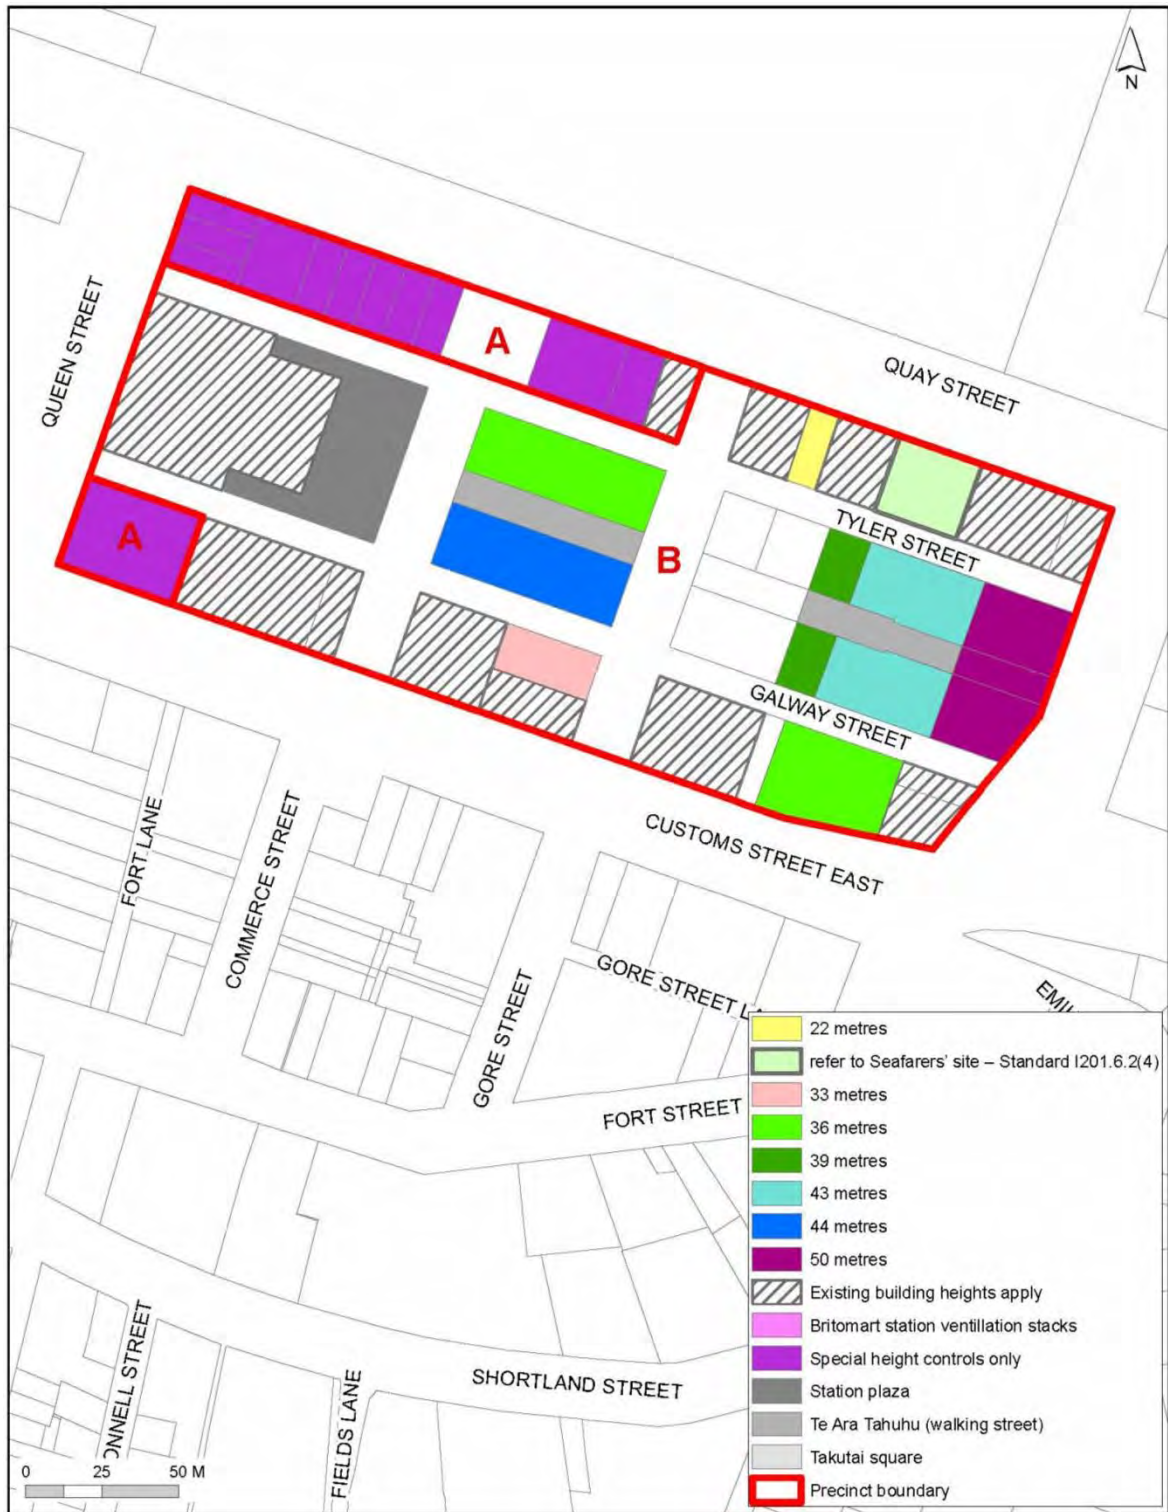 N
QUEEN STREET
A
QUAY STREET
A
B
TYLER STREET
GALWAY STREET
CUSTOMS STREET EAST
FORT LANE
COMMERCE STREET
GORE STREET
GORE STREET
FORT STREET
SHORTLAND STREET
FIELDS LANE
0 25 50 M
22 metres
refer to Seafarers' site – Standard I201.6.2(4)
33 metres
36 metres
39 metres
43 metres
44 metres
50 metres
Existing building heights apply
Britomart station ventillation stacks
Special height controls only
Station plaza
Te Ara Tahuhu (walking street)
Takutai square
Precinct boundary